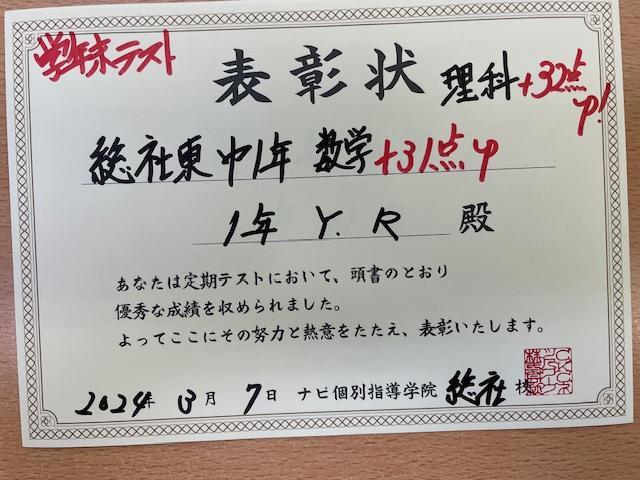 学年末テスト
表彰状
理科+32点
φ!
総社東中1年 数学+31点φ
1年 Y. R 殿
あなたは定期テストにおいて、頭書のとおり
優秀な成績を収められました。
よってここにその努力と熱意をたたえ、表彰いたします。
2024年 3月 7日 ナビ個別指導学院 総社 校